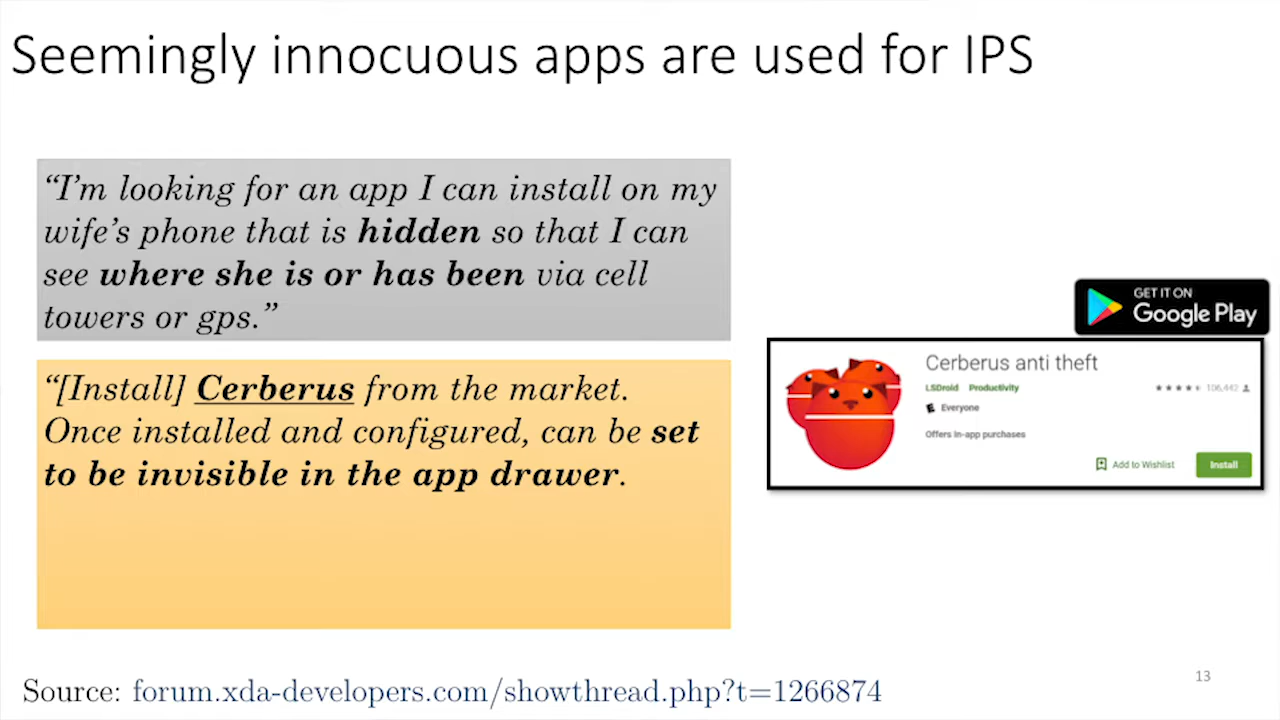 Seemingly innocuous apps are used for IPS
“I’m looking for an app I can install on my
wife’s phone that is hidden so that I can
see where she is or has been via cell
towers or gps.”
“[Install] Cerberus from the market.
Once installed and configured, can be set
to be invisible in the app drawer.
GET IT ON
Google Play
Cerberus anti theft
LSDroid Productivity
106,442
E Everyone
Offers in-app purchases
Add to Wishlist
Install
Source: forum.xda-developers.com/showthread.php?t=1266874
13